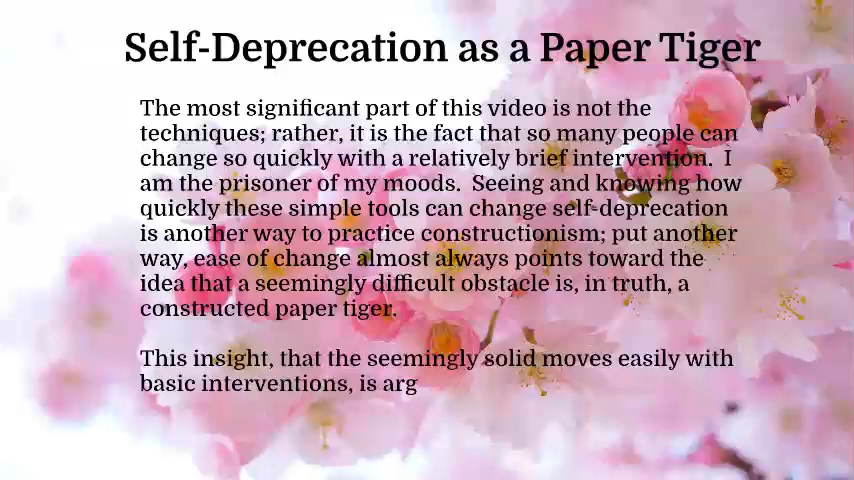 Self-Deprecation as a Paper Tiger
The most significant part of this video is not the
techniques; rather, it is the fact that so many people can
change so quickly with a relatively brief intervention.  I
am the prisoner of my moods.  Seeing and knowing how
quickly these simple tools can change self-deprecation
is another way to practice constructionism; put another
way, ease of change almost always points toward the
idea that a seemingly difficult obstacle is, in truth, a
constructed paper tiger.
This insight, that the seemingly solid moves easily with
basic interventions, is arg